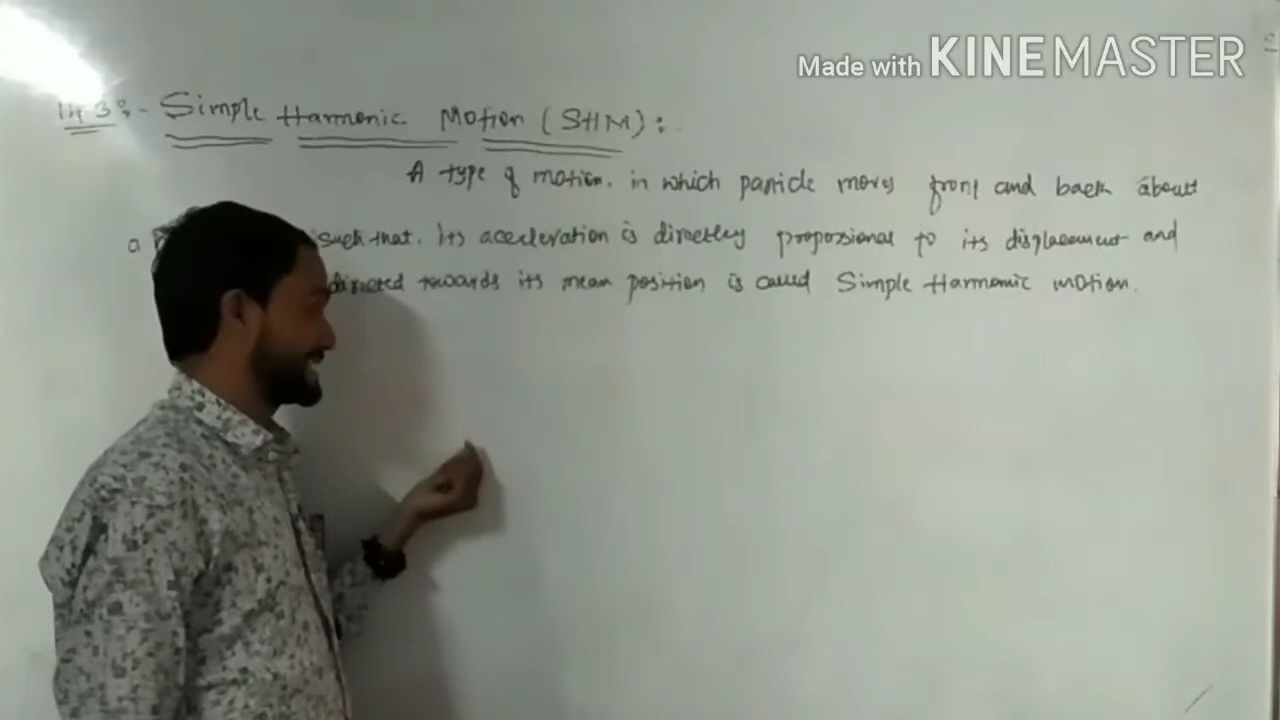 Made with KINEMASTER
14.3:- Simple Harmonic Motion (SHM):
A type of motion, in which particle moves front and back about
a such that, its acceleration is directley proporsional to its displacement and
directed towards its mean position is called Simple Harmonic motion.